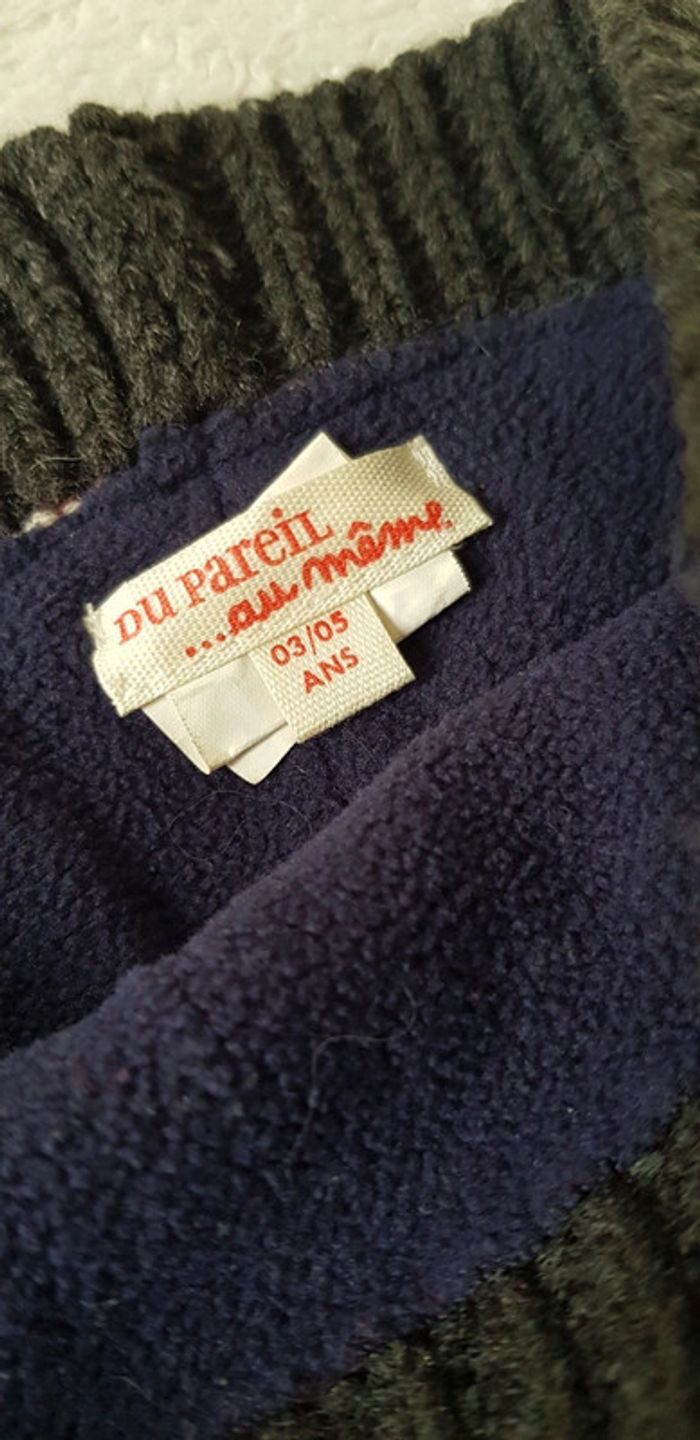 DU PAREIL
...au même
03/05
ANS